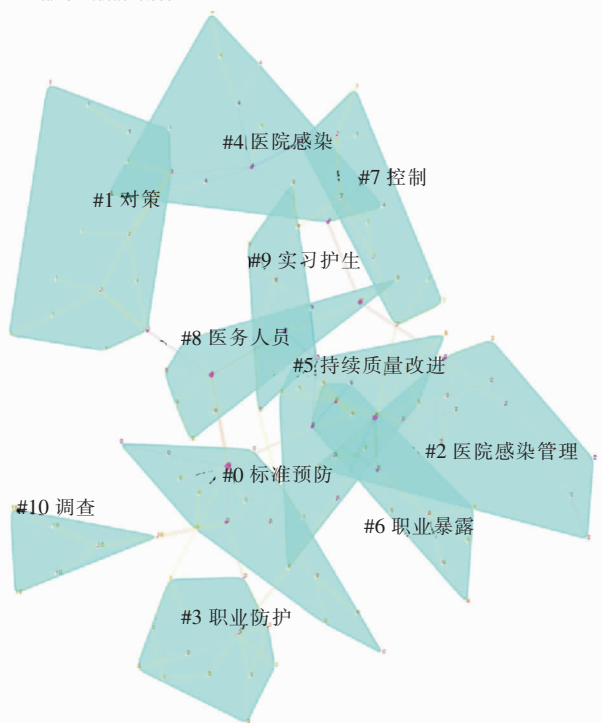 #4 医院感染
#7 控制
#1 对策
#9 实习护生
#8 医务人员
#5 持续质量改进
#2 医院感染管理
#0 标准预防
#10 调查
#6 职业暴露
#3 职业防护